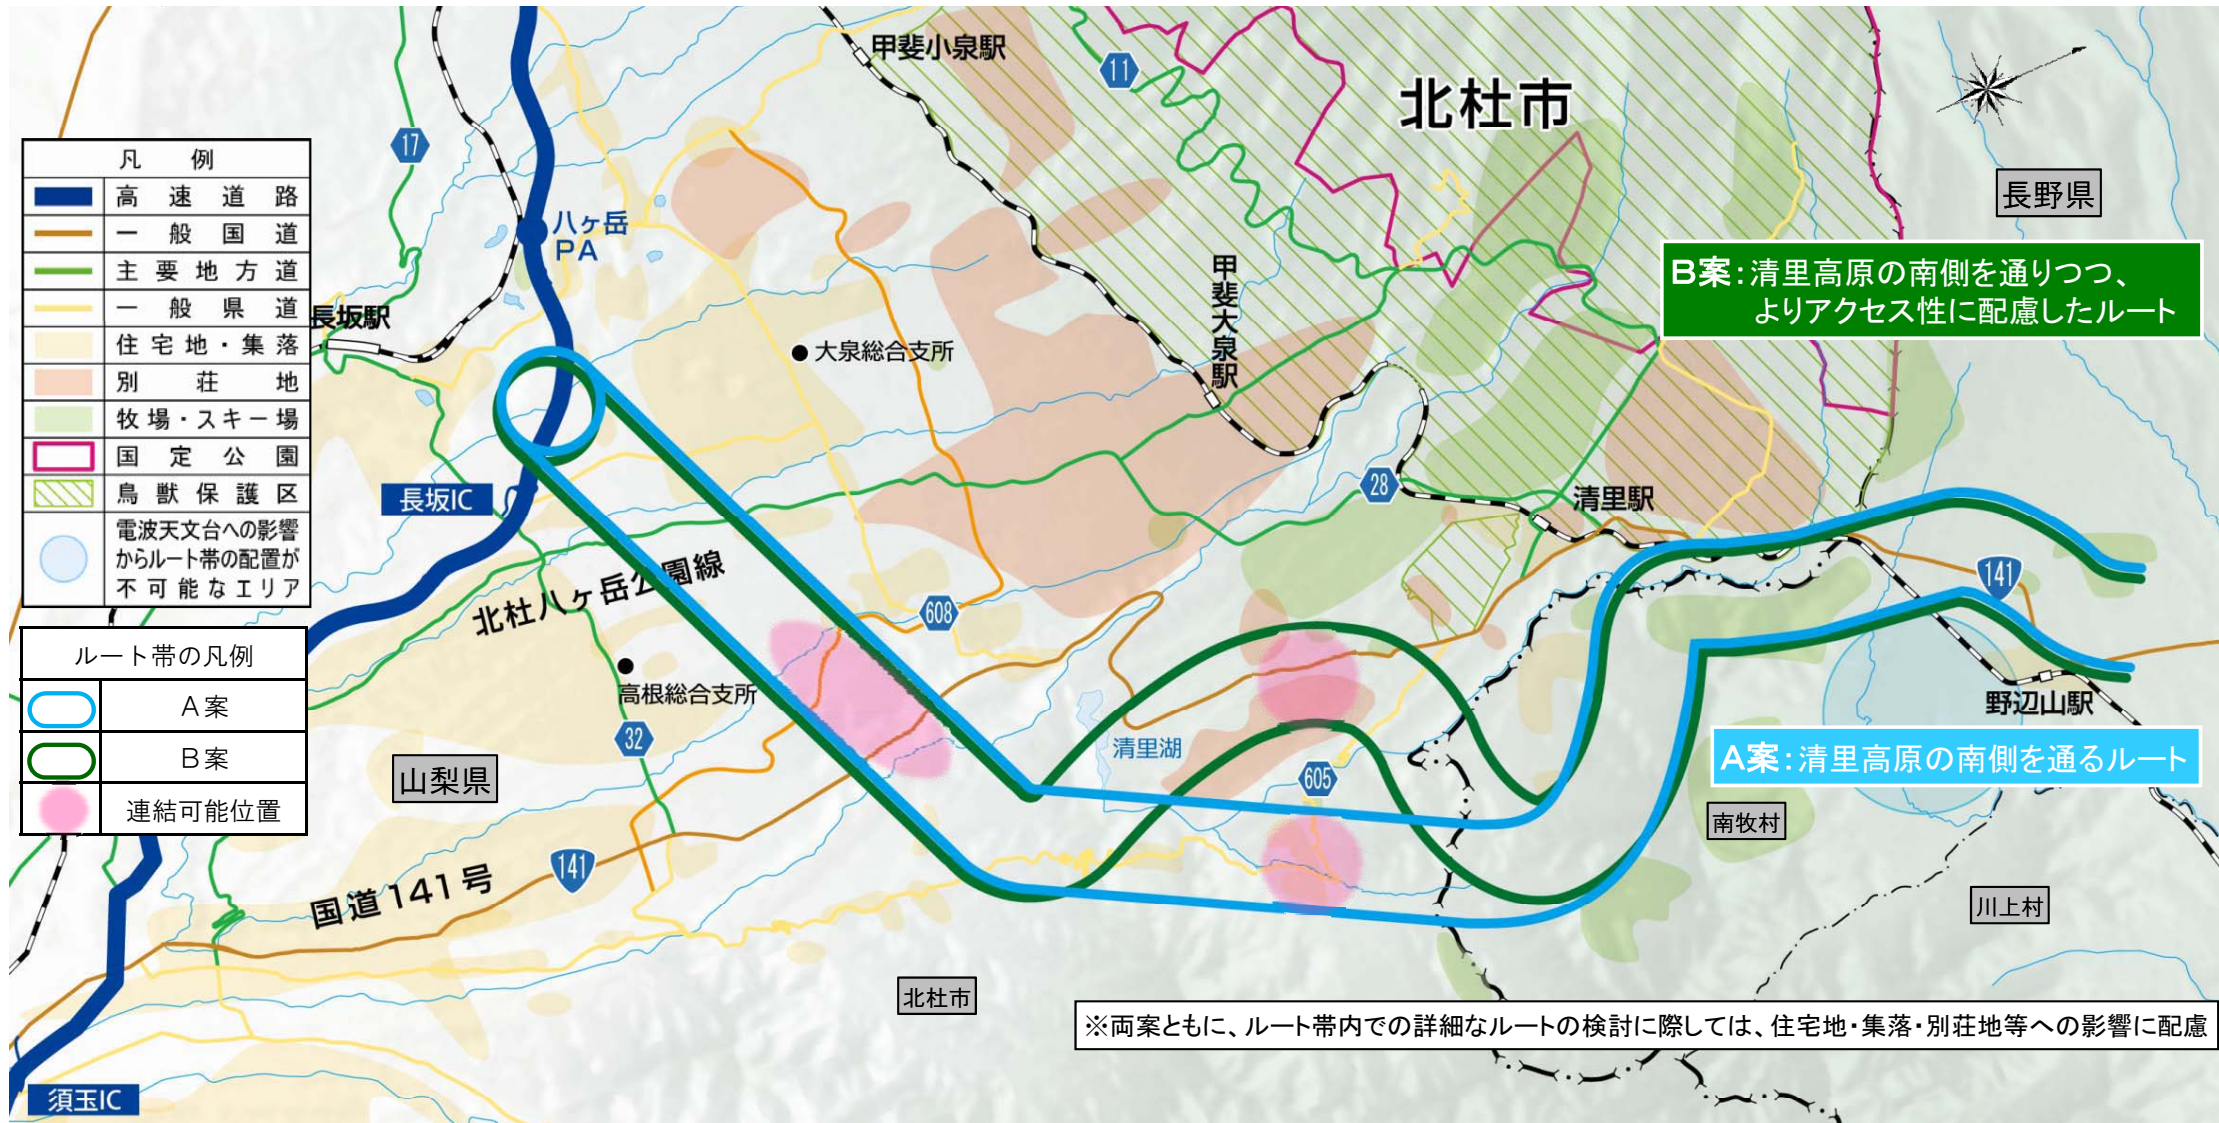 甲斐小泉駅
11
北杜市
17
長野県
凡例
高速道路
一般国道
主要地方道
一般県道
住宅地・集落
別荘地
牧場・スキー場
国定公園
鳥獣保護区
電波天文台への影響
からルート帯の配置が
不可能なエリア
八ヶ岳
PA
長坂駅
大泉総合支所
甲斐大泉駅
B案:清里高原の南側を通りつつ、
よりアクセス性に配慮したルート
長坂IC
28
清里駅
北杜八ヶ岳公園線
608
141
ルート帯の凡例
A案
B案
連結可能位置
高根総合支所
32
山梨県
清里湖
605
野辺山駅
A案:清里高原の南側を通るルート
南牧村
141
国道141号
川上村
北杜市
※両案ともに、ルート帯内での詳細なルートの検討に際しては、住宅地・集落・別荘地等への影響に配慮
須玉IC